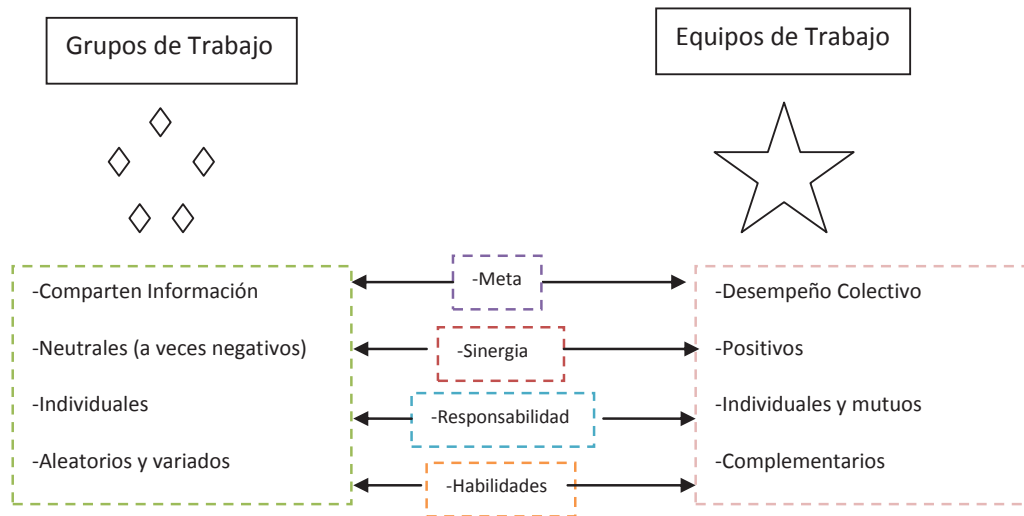 Grupos de Trabajo
Equipos de Trabajo
-Comparten Información
-Meta
-Desempeño Colectivo
-Neutrales (a veces negativos)
-Sinergia
-Positivos
-Individuales
-Responsabilidad
-Individuales y mutuos
-Aleatorios y variados
-Habilidades
-Complementarios